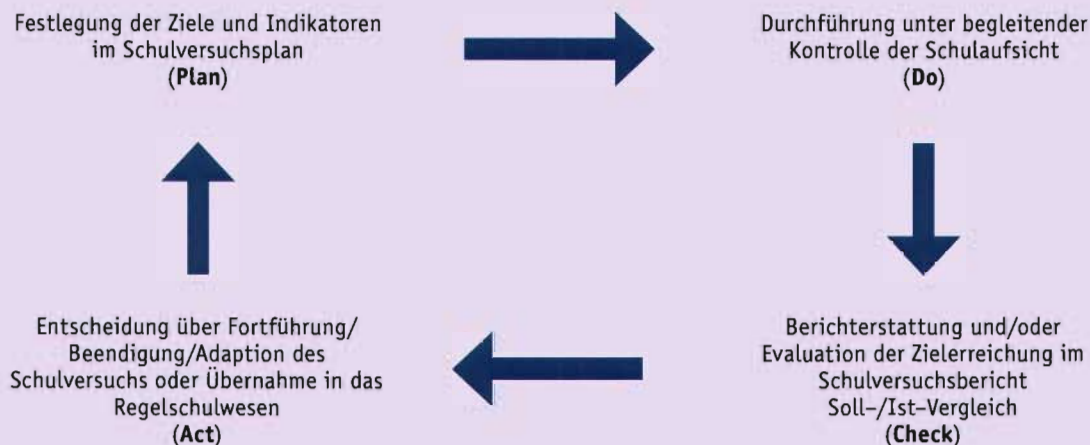 Festlegung der Ziele und Indikatoren
im Schulversuchsplan
(Plan)
Durchführung unter begleitender
Kontrolle der Schulaufsicht
(Do)
Berichterstattung und/oder
Evaluation der Zielerreichung im
Schulversuchsbericht
Soll–/Ist–Vergleich
(Check)
Entscheidung über Fortführung/
Beendigung/Adaption des
Schulversuchs oder Übernahme in das
Regelschulwesen
(Act)